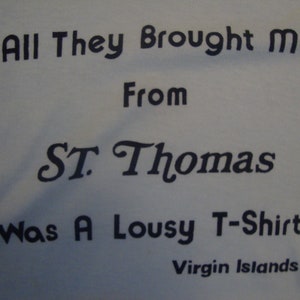 All They Brought M
From
ST. Thomas
Was A Lousy T-Shirt
Virgin Islands